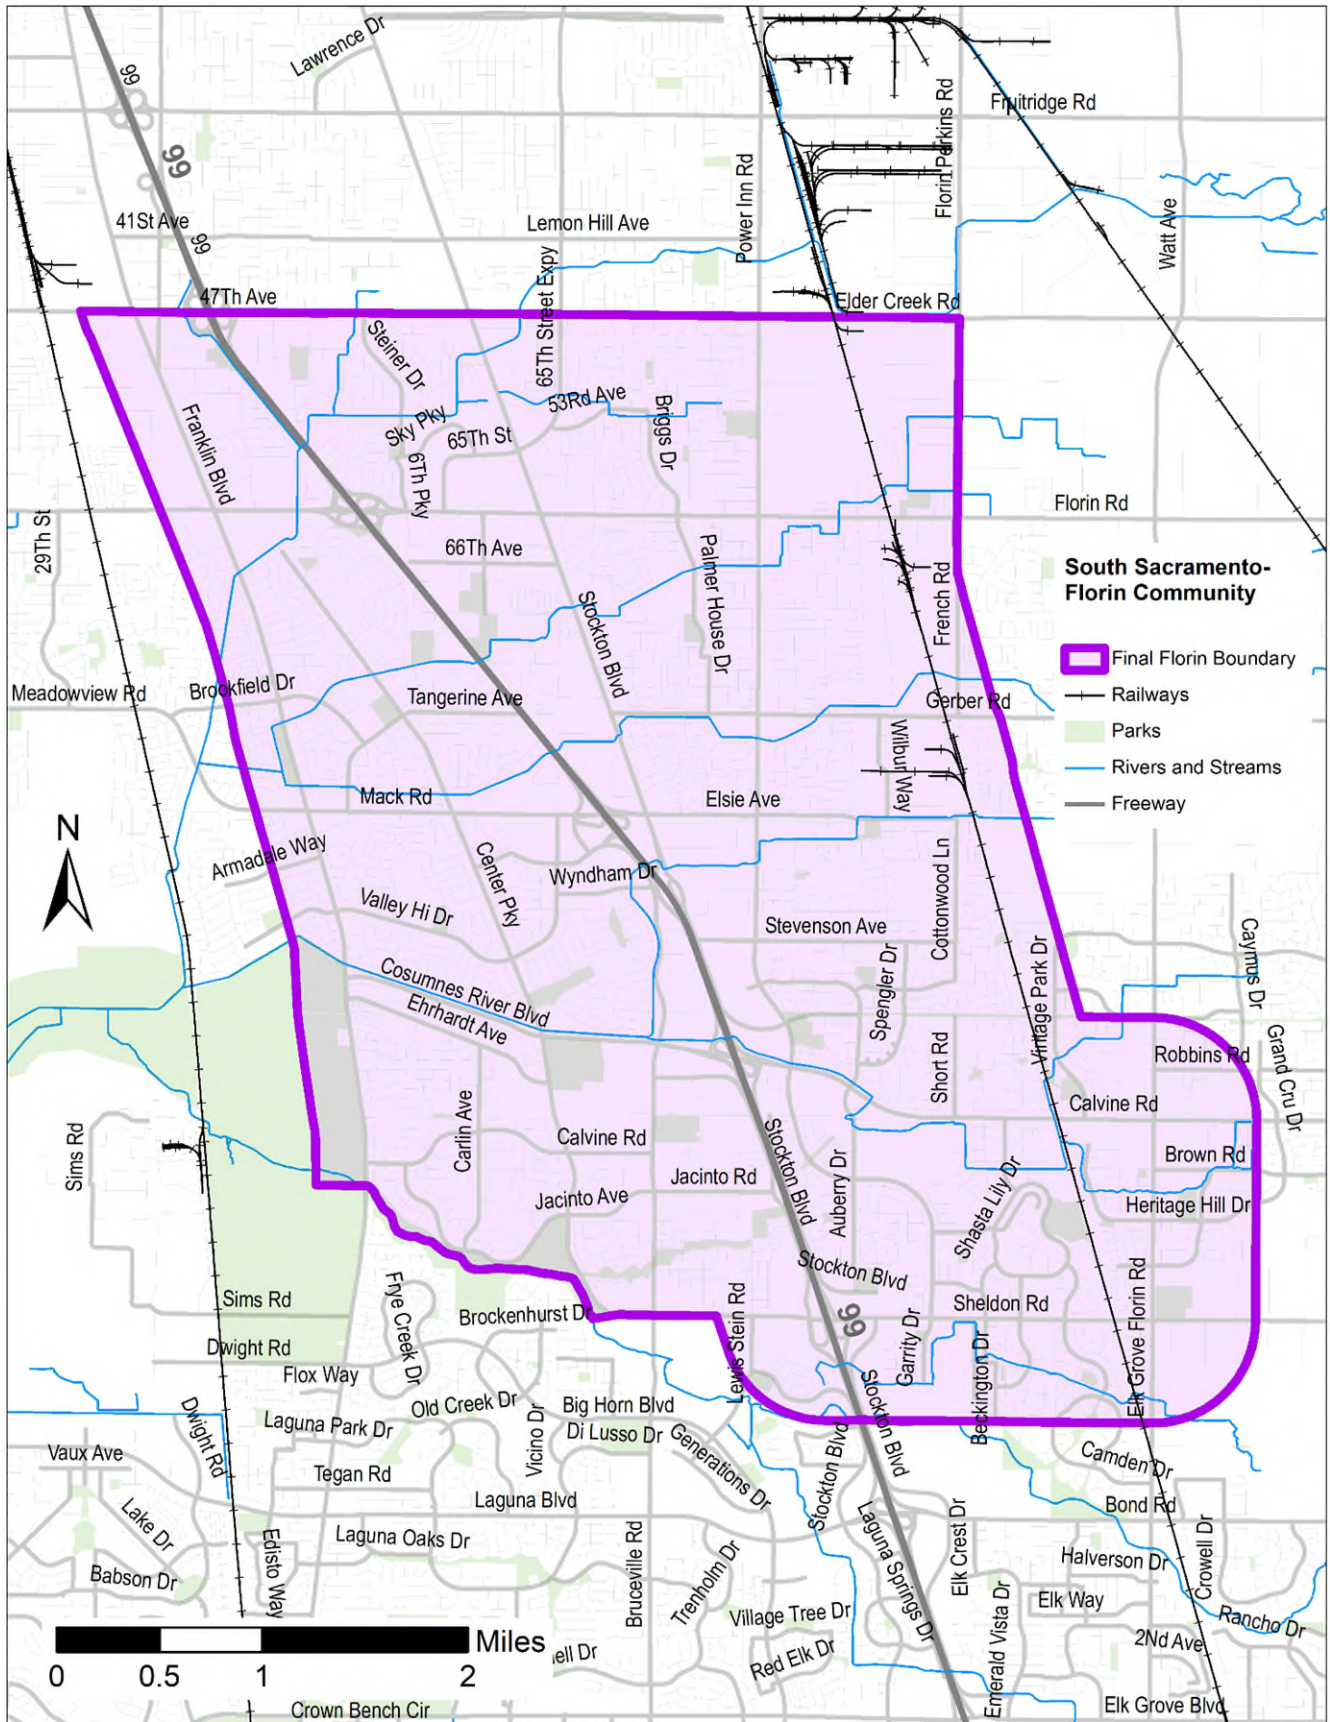 Lawrence Dr
99
99
Fruitridge Rd
Florin Perkins Rd
Power Inn Rd
41St Ave
99
Lemon Hill Ave
Watt Ave
65Th Street Expy
47Th Ave
Elder Creek Rd
Steiner Dr
53Rd Ave
Briggs Dr
Sky Pky
65Th St
6Th Pky
Franklin Blvd
Florin Rd
29Th St
66Th Ave
Palmer House Dr
French Rd
South Sacramento-
Florin Community
Stockton Blvd
Final Florin Boundary
Meadowview Rd
Brookfield Dr
Tangerine Ave
Gerber Rd
Railways
Parks
Wilbur Way
Rivers and Streams
Mack Rd
Elsie Ave
Freeway
N
Armadale Way
Center Pky
Wyndham Dr
Cottonwood Ln
Valley Hi Dr
Stevenson Ave
Caymus Dr
Cosumnes River Blvd
Spengler Dr
Vintage Park Dr
Ehrhardt Ave
Short Rd
Robbins Rd
Grand Cru Dr
Calvine Rd
Sims Rd
Carlin Ave
Calvine Rd
Stockton Blvd
Brown Rd
Jacinto Rd
Auberry Dr
Shasta Lily Dr
Jacinto Ave
Heritage Hill Dr
Stockton Blvd
Sims Rd
Frye Creek Dr
Brockenhurst Dr
Lewis Stein Rd
99
Sheldon Rd
Elk Grove Florin Rd
Garrity Dr
Dwight Rd
Flox Way
Beckington Dr
Old Creek Dr
Big Horn Blvd
Stockton Blvd
Dwight Rd
Laguna Park Dr
Vicino Dr
Di Lusso Dr
Generations Dr
Stockton Blvd
Vaux Ave
Tegan Rd
Camden Dr
Laguna Blvd
Bond Rd
Lake Dr
Edisto Way
Laguna Oaks Dr
Bruceville Rd
Trenholm Dr
Laguna Springs Dr
Elk Crest Dr
Halverson Dr
Crowell Dr
Babson Dr
Village Tree Dr
Emerald Vista Dr
Elk Way
Rancho Dr
Miles
2Nd Ave
0 0.5 1 2
ell Dr
Red Elk Dr
Crown Bench Cir
Elk Grove Blvd